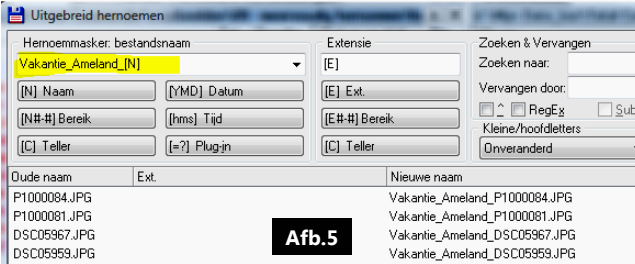 Uitgebreid hernoemen
Hernoemmasker: bestandsnaam
Vakantie_Ameland_[N]
[N] Naam
[YMD] Datum
[N#-#] Bereik
[hms] Tijd
[C] Teller
[=?] Plug-in
Extensie
[E]
[E] Ext.
[E#-#] Bereik
[C] Teller
Zoeken & Vervangen
Zoeken naar:
Vervangen door:
^ RegEx Sub
Kleine/hoofdletters
Onveranderd
Oude naam Ext. Nieuwe naam
P1000084.JPG Vakantie_Ameland_P1000084.JPG
P1000081.JPG Vakantie_Ameland_P1000081.JPG
DSC05967.JPG Vakantie_Ameland_DSC05967.JPG
DSC05959.JPG Vakantie_Ameland_DSC05959.JPG
Afb.5